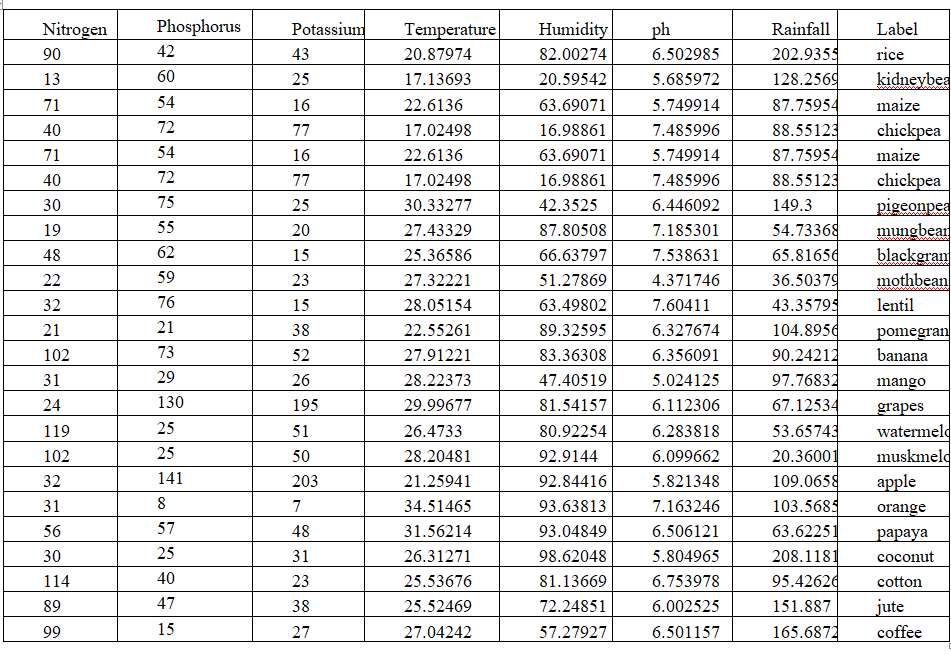 Nitrogen Phosphorus Potassium Temperature Humidity ph Rainfall Label
90 42 43 20.87974 82.00274 6.502985 202.9355 rice
13 60 25 17.13693 20.59542 5.685972 128.2569 kidneybea
71 54 16 22.6136 63.69071 5.749914 87.75954 maize
40 72 77 17.02498 16.98861 7.485996 88.55123 chickpea
71 54 16 22.6136 63.69071 5.749914 87.75954 maize
40 72 77 17.02498 16.98861 7.485996 88.55123 chickpea
30 75 25 30.33277 42.3525 6.446092 149.3 pigeonpea
19 55 20 27.43329 87.80508 7.185301 54.73368 mungbean
48 62 15 25.36586 66.63797 7.538631 65.81656 blackgram
22 59 23 27.32221 51.27869 4.371746 36.50379 mothbean
32 76 15 28.05154 63.49802 7.60411 43.35795 lentil
21 21 38 22.55261 89.32595 6.327674 104.8956 pomegran
102 73 52 27.91221 83.36308 6.356091 90.24212 banana
31 29 26 28.22373 47.40519 5.024125 97.76832 mango
24 130 195 29.99677 81.54157 6.112306 67.12534 grapes
119 25 51 26.4733 80.92254 6.283818 53.65743 watermelo
102 25 50 28.20481 92.9144 6.099662 20.36001 muskmelo
32 141 203 21.25941 92.84416 5.821348 109.0658 apple
31 8 7 34.51465 93.63813 7.163246 103.5685 orange
56 57 48 31.56214 93.04849 6.506121 63.62251 papaya
30 25 31 26.31271 98.62048 5.804965 208.1181 coconut
114 40 23 25.53676 81.13669 6.753978 95.42626 cotton
89 47 38 25.52469 72.24851 6.002525 151.887 jute
99 15 27 27.04242 57.27927 6.501157 165.6872 coffee